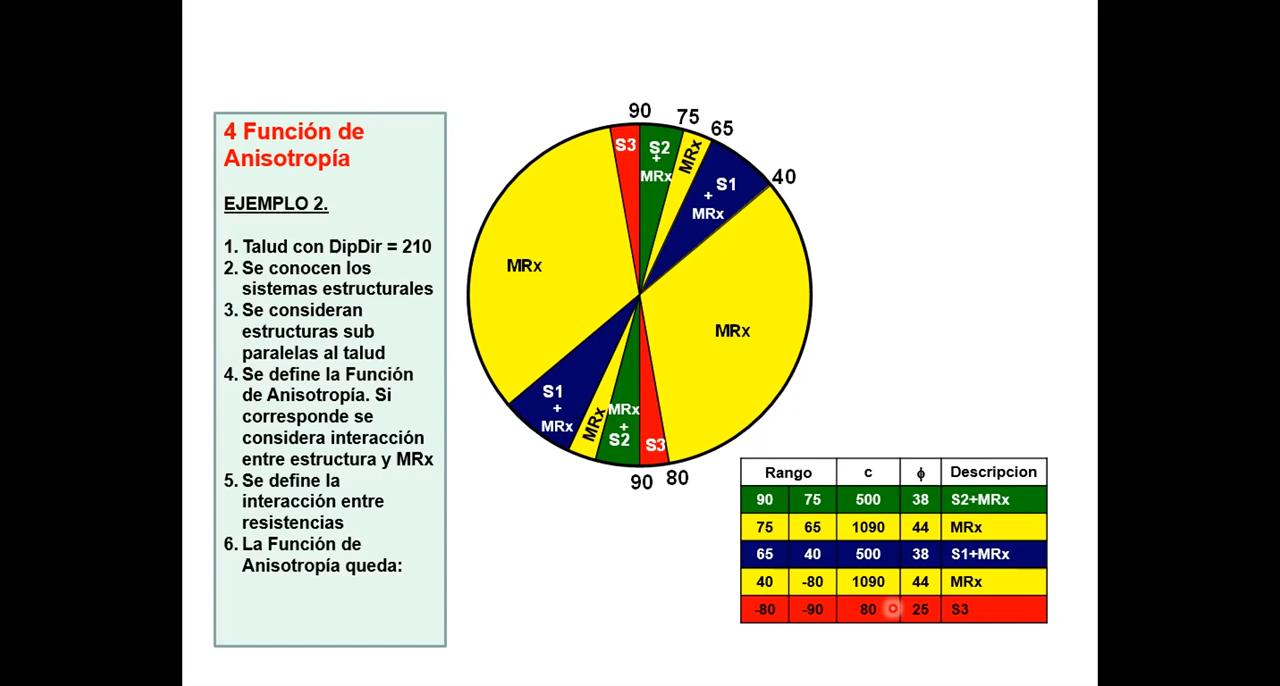 4 Función de
Anisotropía
EJEMPLO 2.
1. Talud con DipDir = 210
2. Se conocen los
sistemas estructurales
3. Se consideran
estructuras sub
paralelas al talud
4. Se define la Función
de Anisotropía. Si
corresponde se
considera interacción
entre estructura y MRx
5. Se define la
interacción entre
resistencias
6. La Función de
Anisotropía queda:
90
75
65
40
S3
S2
+
MRx
MRx
S1
+
MRx
MRx
MRx
S1
+
MRx
MRx
MRx
+
S2
S3
90
80
Rango c ϕ Descripcion
90 75 500 38 S2+MRx
75 65 1090 44 MRx
65 40 500 38 S1+MRx
40 -80 1090 44 MRx
-80 -90 80 25 S3